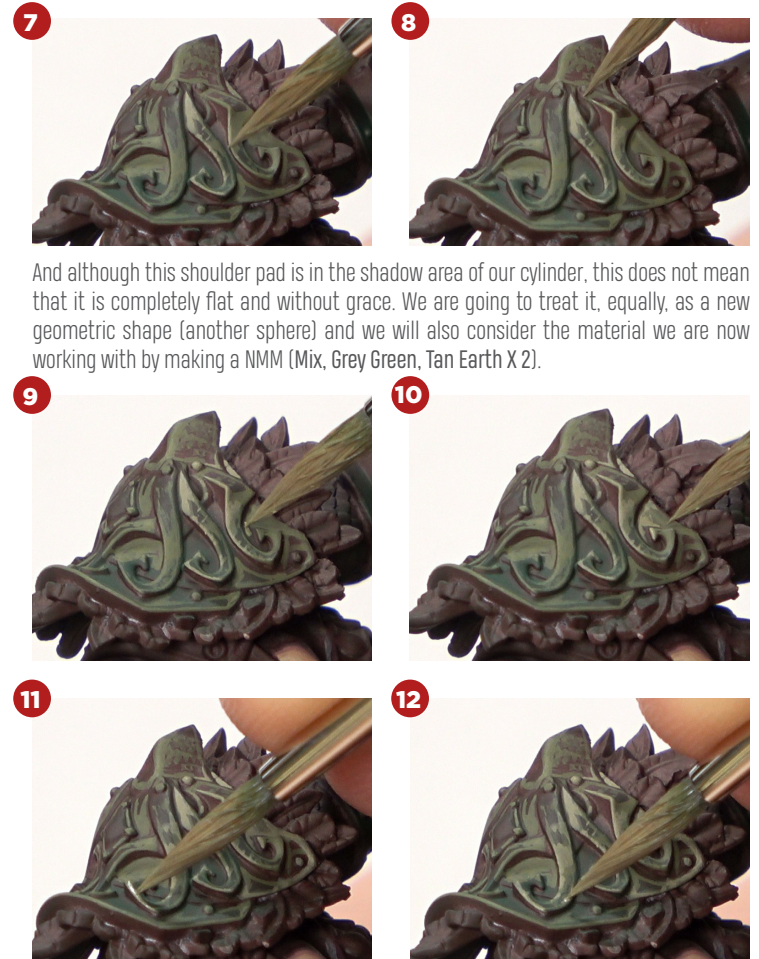 7
8
And although this shoulder pad is in the shadow area of our cylinder, this does not mean
that it is completely flat and without grace. We are going to treat it, equally, as a new
geometric shape (another sphere) and we will also consider the material we are now
working with by making a NMM (Mix, Grey Green, Tan Earth X 2).
9
10
11
12